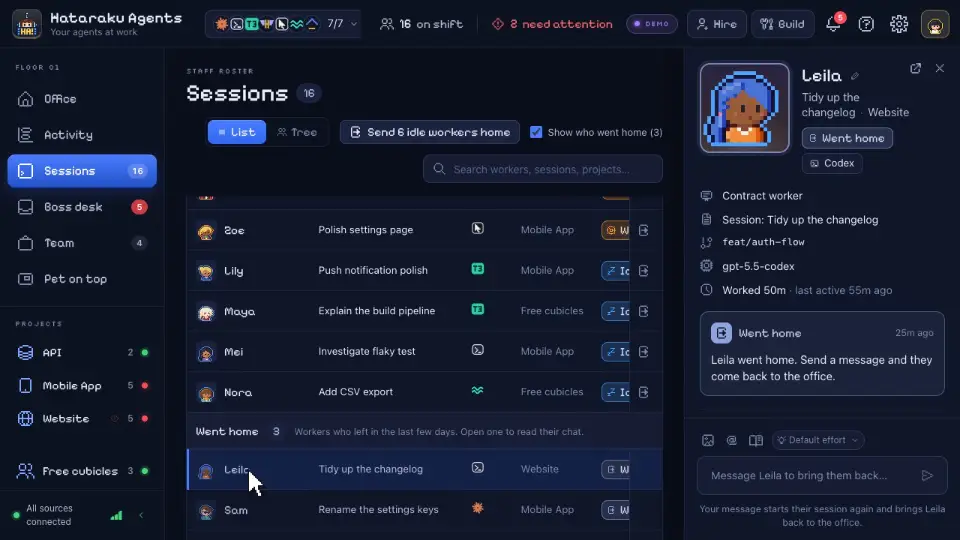 HA!
Hataraku Agents
Your agents at work
T3
7/7
16 on shift
2 need attention
DEMO
Hire
Build
5
FLOOR 01
Office
Activity
Sessions 16
Boss desk 5
Team 4
Pet on top
PROJECTS
API 2
Mobile App 5
Website 5
Free cubicles 3
All sources
connected
STAFF ROSTER
Sessions 16
List
Tree
Send 6 idle workers home
Show who went home (3)
Search workers, sessions, projects...
Zoe Polish settings page Mobile App W
Lily Push notification polish T3 Mobile App
Maya Explain the build pipeline T3 Free cubicles
Mei Investigate flaky test Mobile App
Nora Add CSV export Free cubicles
Went home 3 Workers who left in the last few days. Open one to read their chat.
Leila Tidy up the changelog Website W
Sam Rename the settings keys Mobile App W
Leila
Tidy up the
changelog · Website
Went home
Codex
Contract worker
Session: Tidy up the changelog
feat/auth-flow
gpt-5.5-codex
Worked 50m · last active 55m ago
Went home 25m ago
Leila went home. Send a message and they
come back to the office.
Default effort
Message Leila to bring them back...
Your message starts their session again and brings Leila
back to the office.